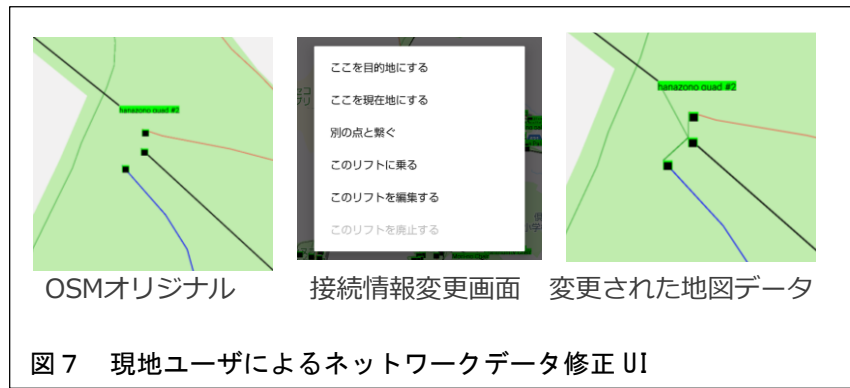 hanazono quad #2
ここを目的地にする
ここを現在地にする
別の点と繋ぐ
このリフトに乗る
このリフトを編集する
このリフトを廃止する
hanazono quad #2
OSMオリジナル
接続情報変更画面
変更された地図データ
図７　現地ユーザによるネットワークデータ修正 UI